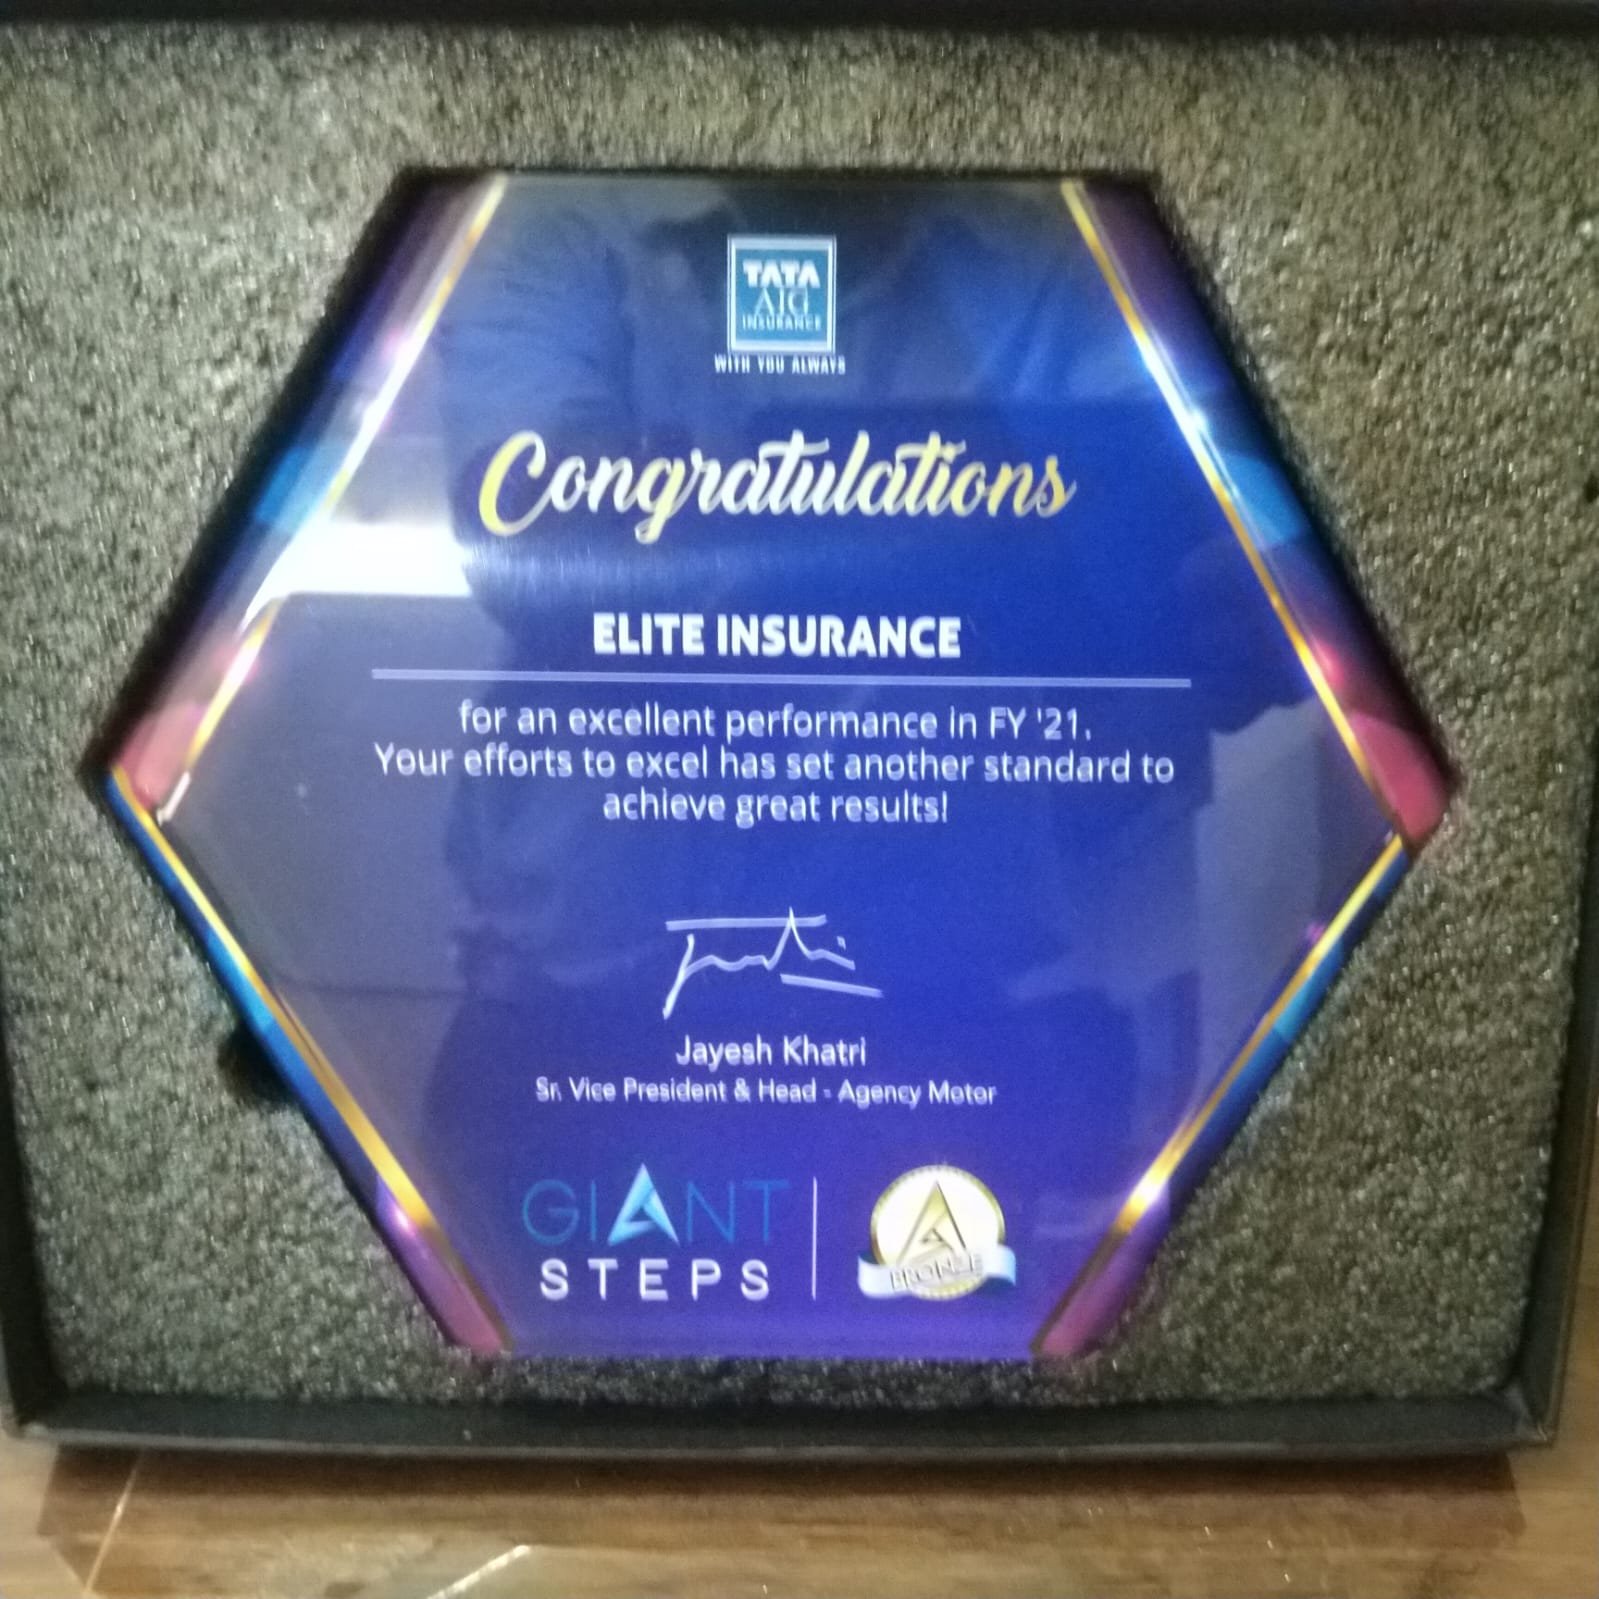 TATA
AIG
INSURANCE
WITH YOU ALWAYS
Congratulations
ELITE INSURANCE
for an excellent performance in FY '21.
Your efforts to excel has set another standard to
achieve great results!
Jayesh Khatri
Sr. Vice President & Head - Agency Motor
GIANT
STEPS
BRONZE